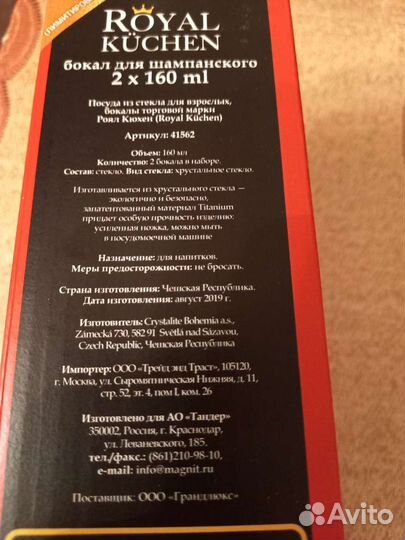 ROYAL
KÜCHEN
бокал для шампанского
2 x 160 ml
Посуда из стекла для взрослых,
бокалы торговой марки
Роял Кюхен (Royal Küchen)
Артикул: 41562
Объем: 160 мл
Количество: 2 бокала в наборе.
Состав: стекло. Вид стекла: хрустальное стекло.
Изготавливается из хрустального стекла —
экологично и безопасно,
запатентованный материал Titanium
придает особую прочность изделию:
усиленная ножка, можно мыть
в посудомоечной машине
Назначение: для напитков.
Меры предосторожности: не бросать.
Страна изготовления: Чешская Республика.
Дата изготовления: август 2019 г.
Изготовитель: Crystalite Bohemia a.s.,
Zámecká 730, 582 91 Světlá nad Sázavou,
Czech Republic, Чешская Республика
Импортер: ООО «Трейд энд Траст», 105120,
г. Москва, ул. Сыромятническая Нижняя, д. 11,
стр. 52, эт. 4, пом I, ком. 26
Изготовлено для АО «Тандер»
350002, Россия, г. Краснодар,
ул. Леваневского, 185.
тел./факс.: (861)210-98-10,
e-mail: info@magnit.ru
Поставщик: ООО «Грандлюкс»
Avito